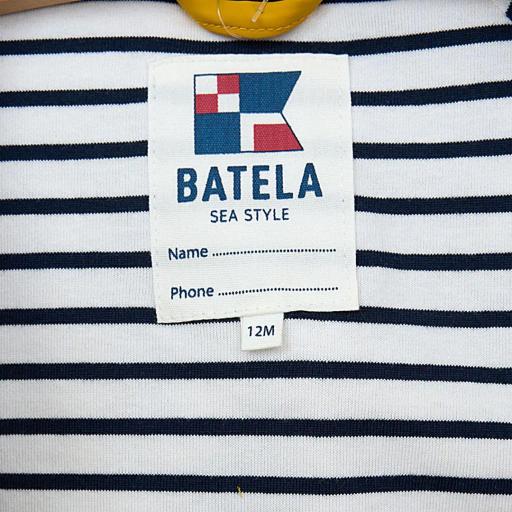 BATELA
SEA STYLE
Name ........................................
Phone ........................................
12M